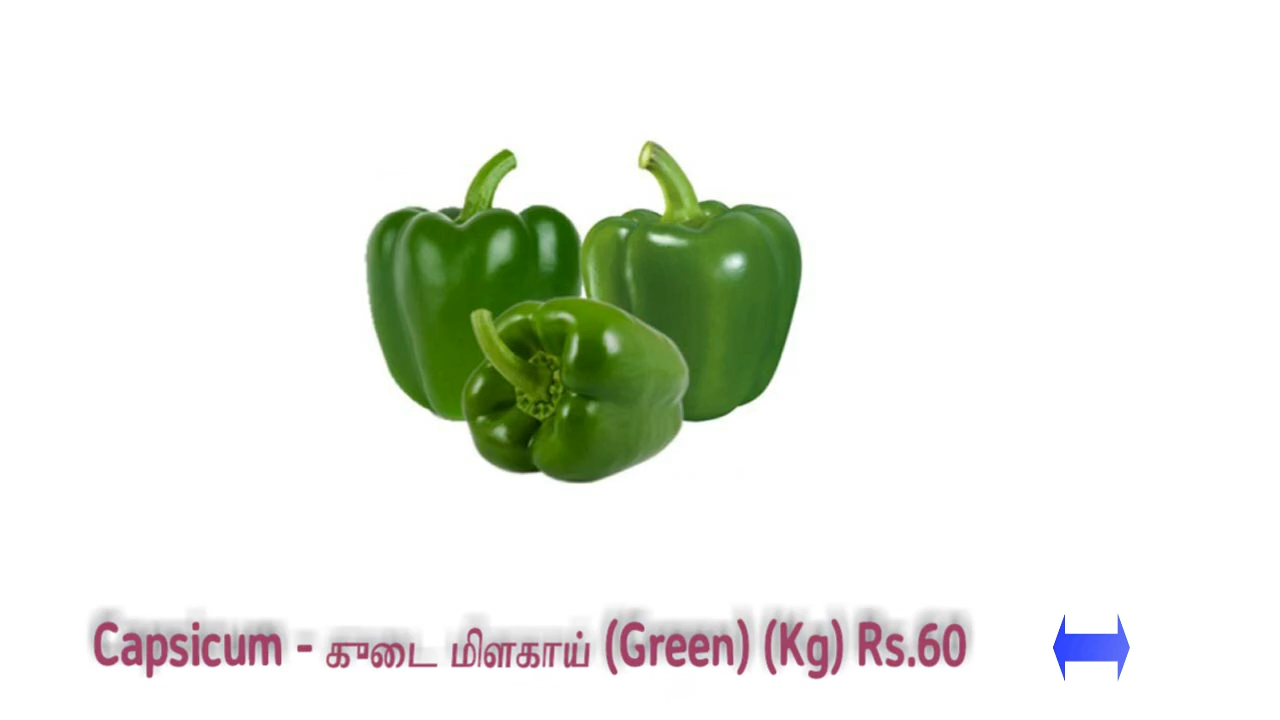 Capsicum - குடை மிளகாய் (Green) (Kg) Rs.60